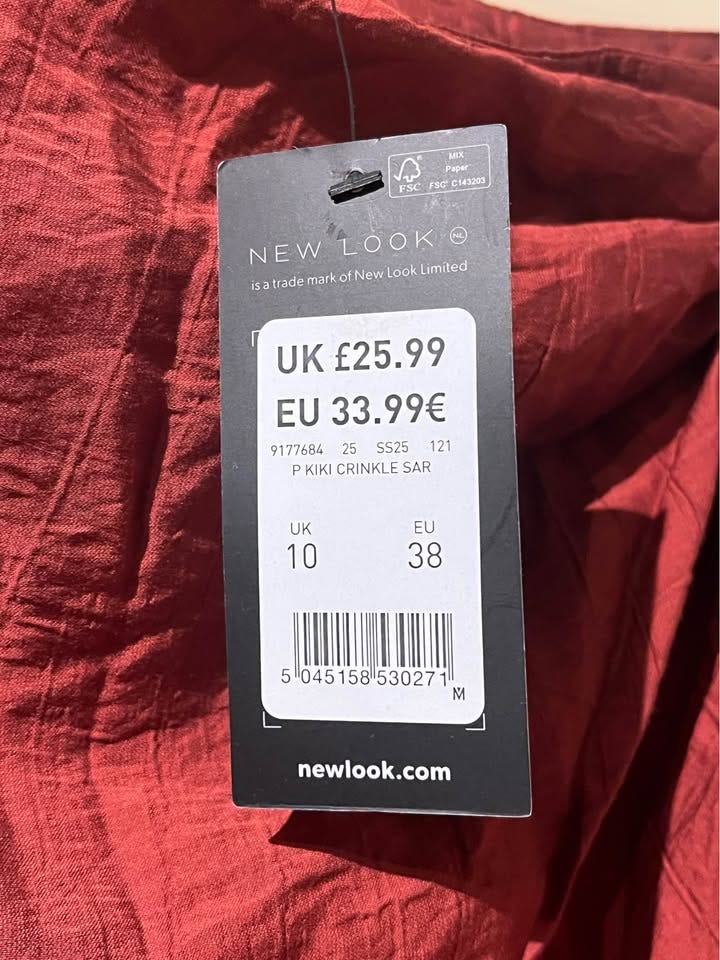 MIX
Paper
FSC® C143203
FSC
NEW LOOK NL
is a trade mark of New Look Limited
UK £25.99
EU 33.99€
9177684 25 SS25 121
P KIKI CRINKLE SAR
UK EU
10 38
5 045158 530271
M
newlook.com